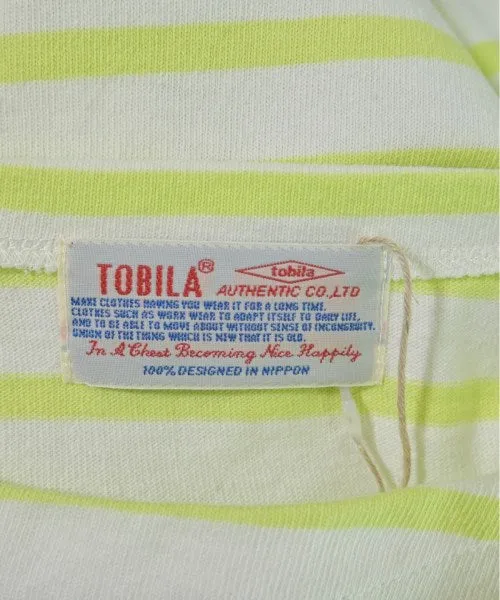 TOBILA®
tobila
AUTHENTIC CO., LTD
MAKE CLOTHES HAVING YOU WEAR IT FOR A LONG TIME.
CLOTHES SUCH AS WORK WEAR TO ADAPT ITSELF TO DAILY LIFE,
AND TO BE ABLE TO MOVE ABOUT WITHOUT SENSE OF INCONGRUITY.
UNION OF THE THING WHICH IS NEW THAT IT IS OLD.
In A Chest Becoming Nice Happily
100% DESIGNED IN NIPPON